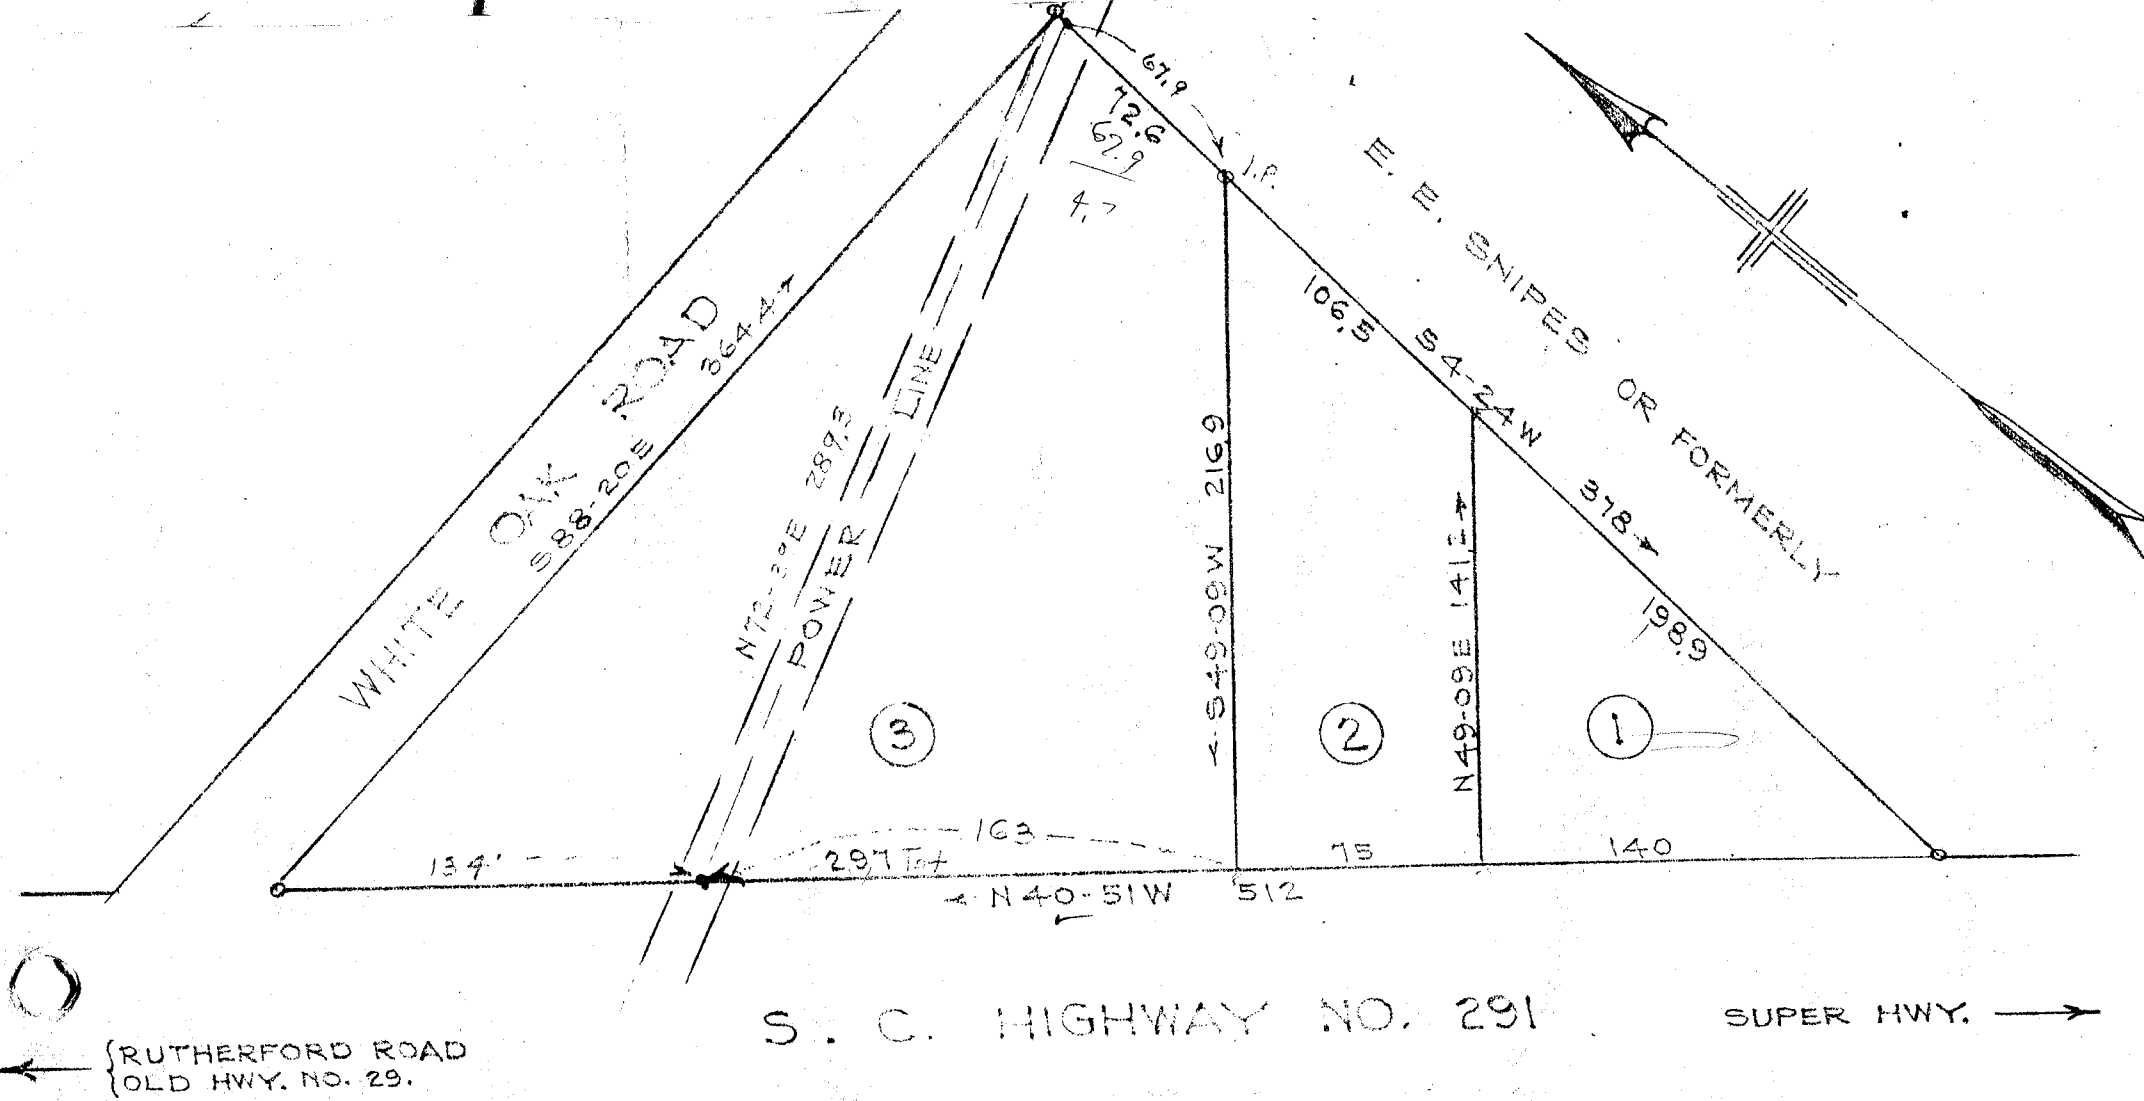 67.9
72.6
67.9
4.7
I.P.
E. E. SNIPES OR FORMERLY
WHITE OAK ROAD
S88-20E 364.4
106.5
S4-24W 378
198.9
N72-39E 289.3
POWER LINE
S49-09W 216.9
N49-09E 141.2
3
2
1
134'
163
297 Tot
75
140
N40-51W 512
S. C. HIGHWAY NO. 291
SUPER HWY.
RUTHERFORD ROAD
OLD HWY. NO. 29.